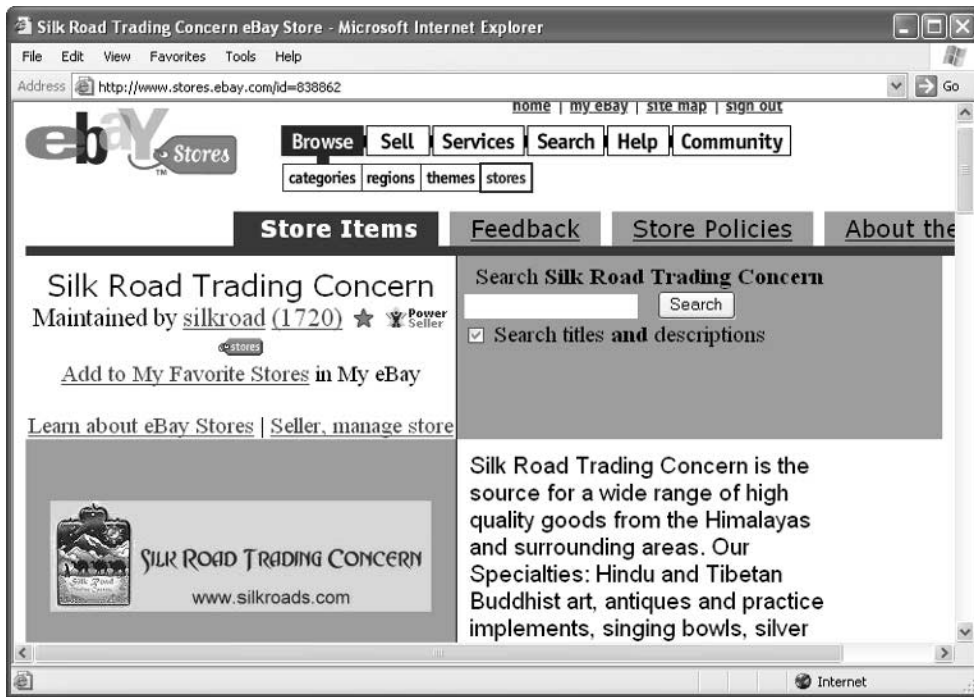 Silk Road Trading Concern eBay Store - Microsoft Internet Explorer
File Edit View Favorites Tools Help
Address http://www.stores.ebay.com/id=838862 Go
home | my eBay | site map | sign out
ebay Stores
TM
Browse Sell Services Search Help Community
categories regions themes stores
Store Items Feedback Store Policies About the
Silk Road Trading Concern
Maintained by silkroad (1720) Power Seller
stores
Add to My Favorite Stores in My eBay
Learn about eBay Stores | Seller, manage store
Search Silk Road Trading Concern
Search
Search titles and descriptions
Silk Road
SILK ROAD TRADING CONCERN
www.silkroads.com
Silk Road Trading Concern is the
source for a wide range of high
quality goods from the Himalayas
and surrounding areas. Our
Specialties: Hindu and Tibetan
Buddhist art, antiques and practice
implements, singing bowls, silver
Internet